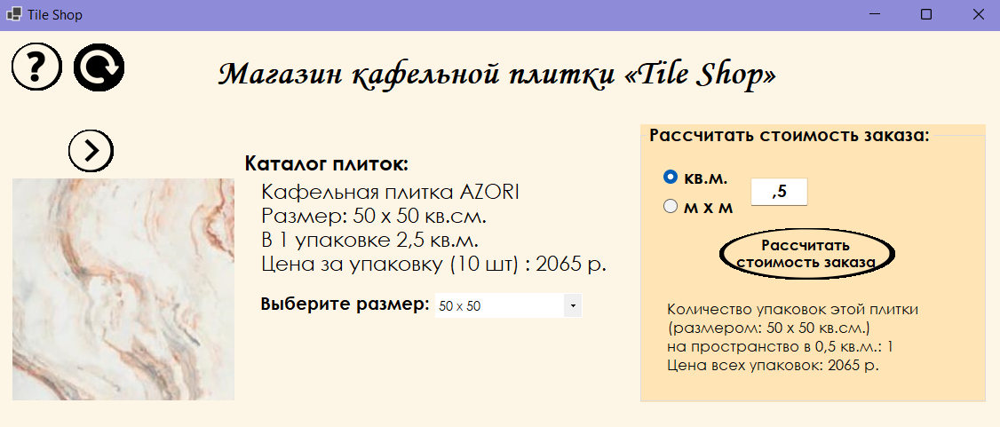 Tile Shop
?
Магазин кафельной плитки «Tile Shop»
Каталог плиток:
Кафельная плитка AZORI
Размер: 50 x 50 кв.см.
В 1 упаковке 2,5 кв.м.
Цена за упаковку (10 шт) : 2065 р.
Выберите размер: 50 x 50
Рассчитать стоимость заказа:
кв.м.
м x м
,5
Рассчитать
стоимость заказа
Количество упаковок этой плитки
(размером: 50 x 50 кв.см.)
на пространство в 0,5 кв.м.: 1
Цена всех упаковок: 2065 р.